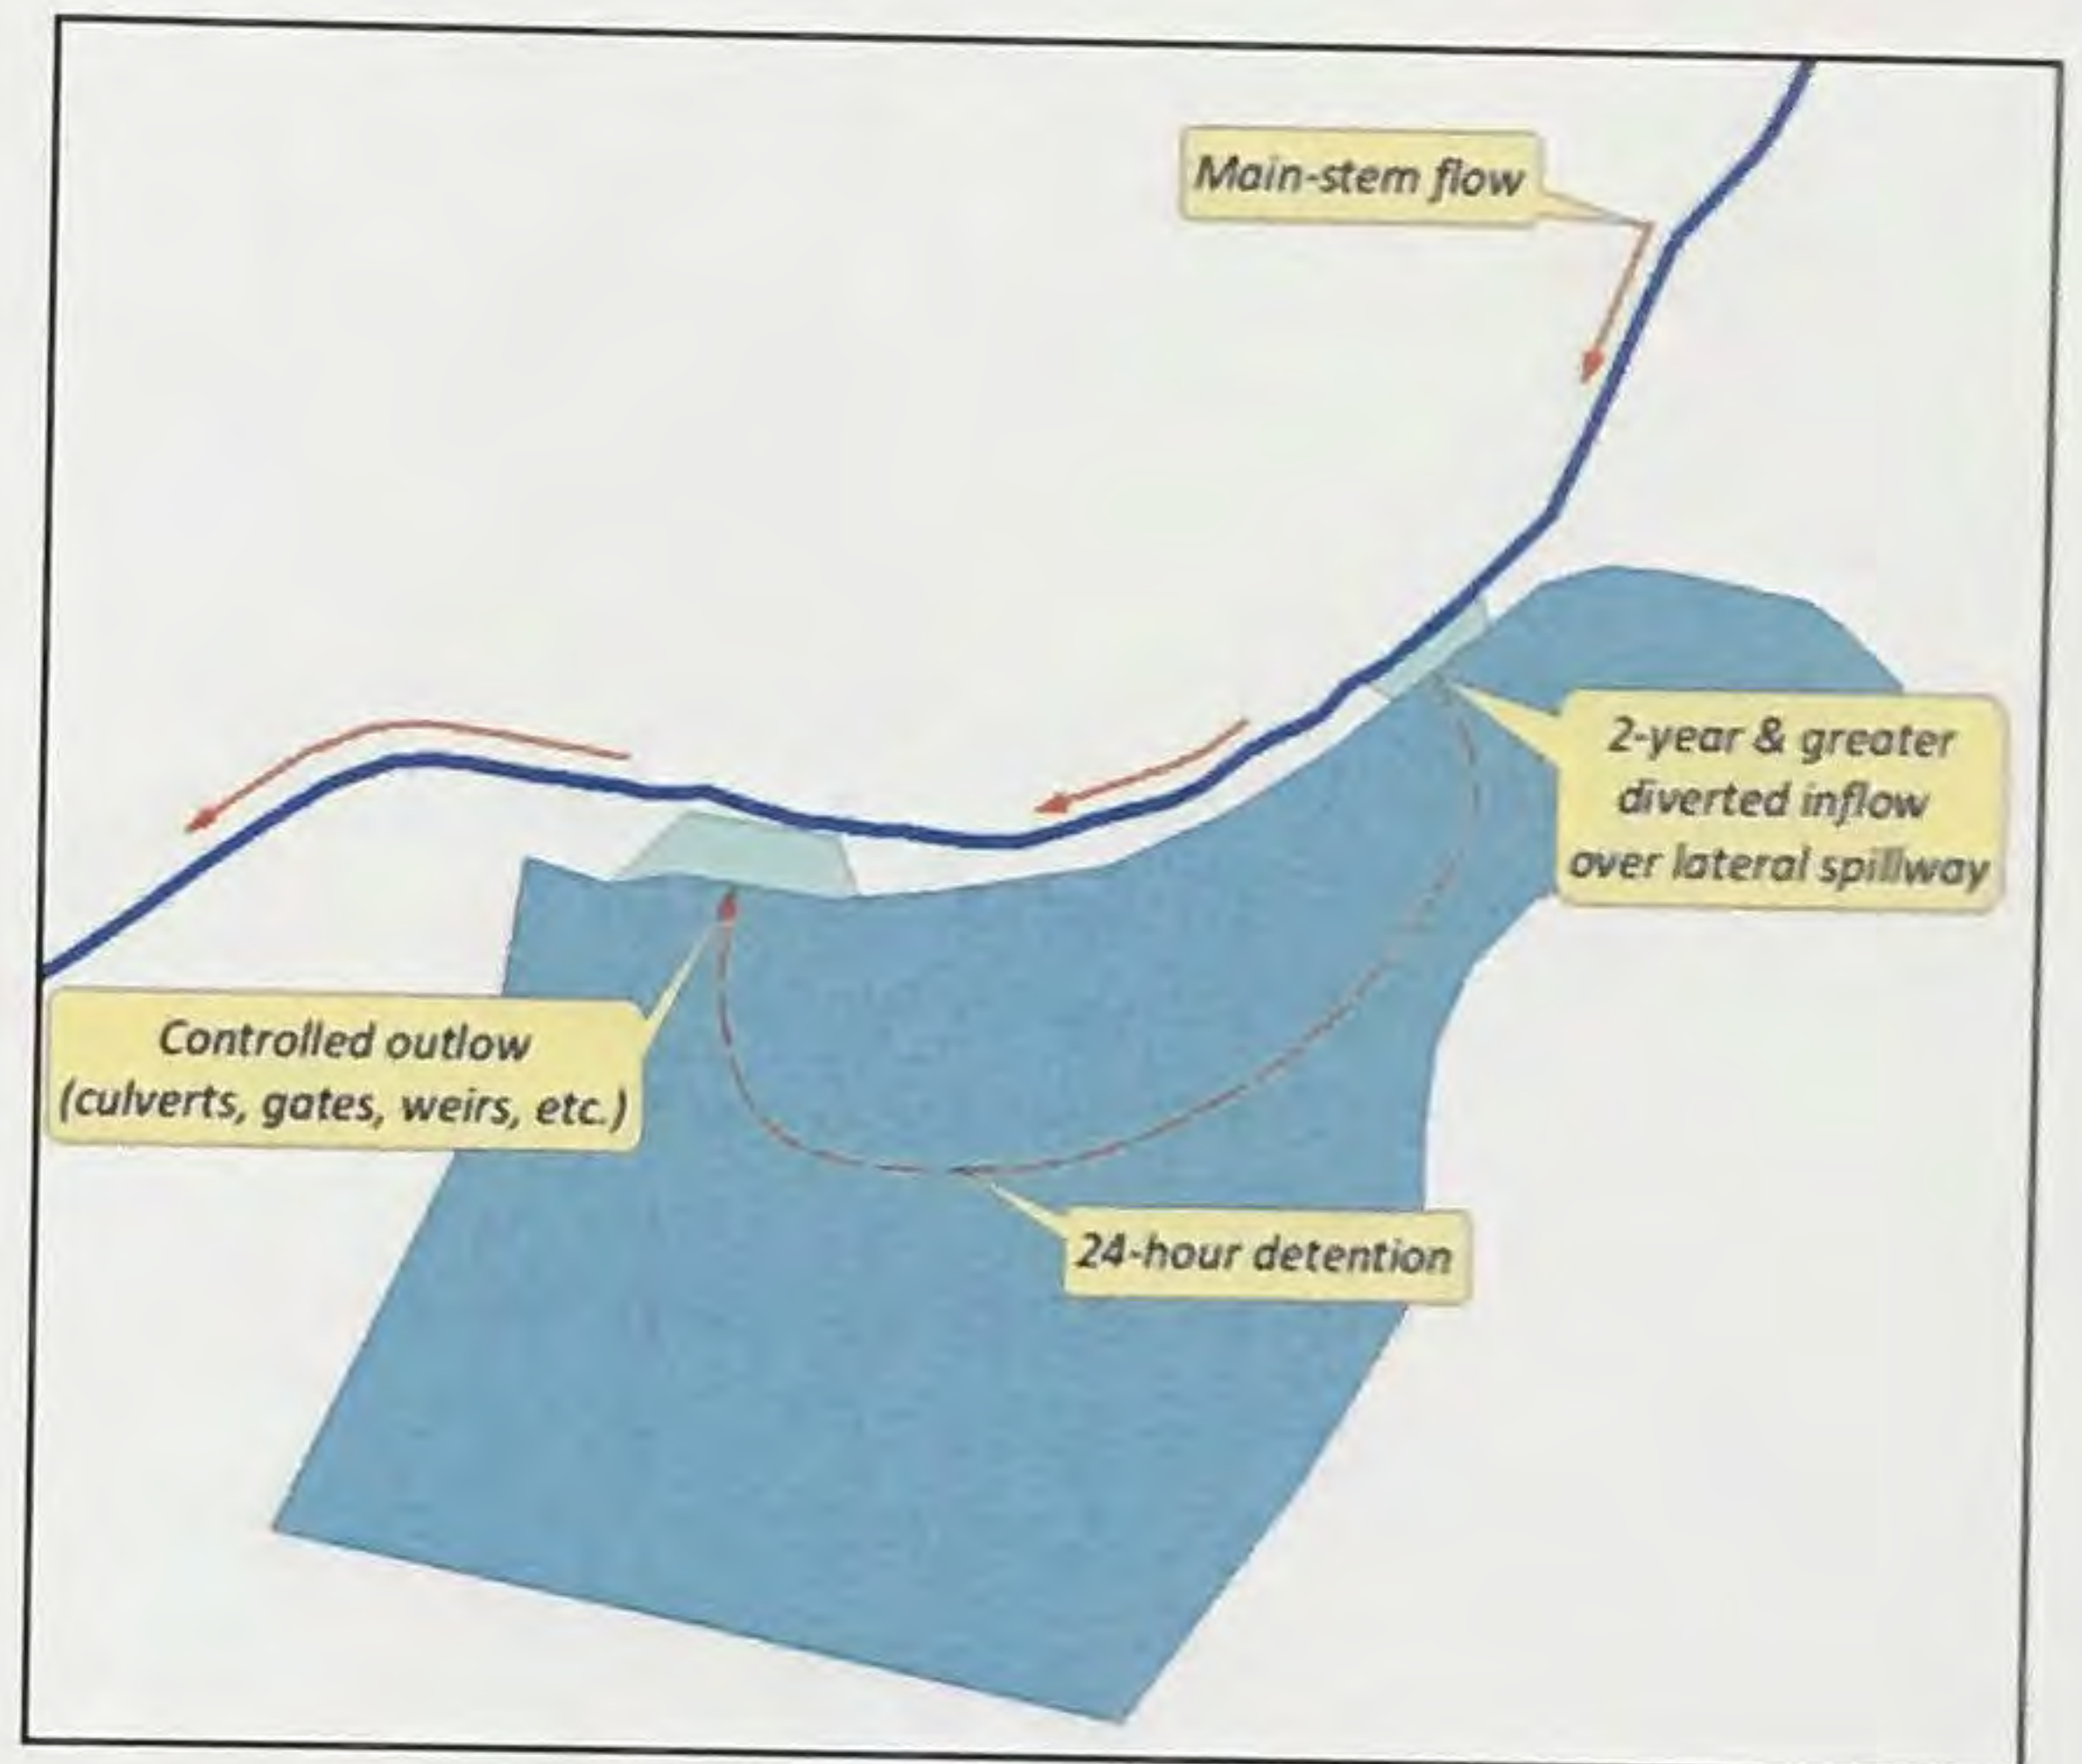 Main-stem flow
2-year & greater
diverted inflow
over lateral spillway
Controlled outlow
(culverts, gates, weirs, etc.)
24-hour detention